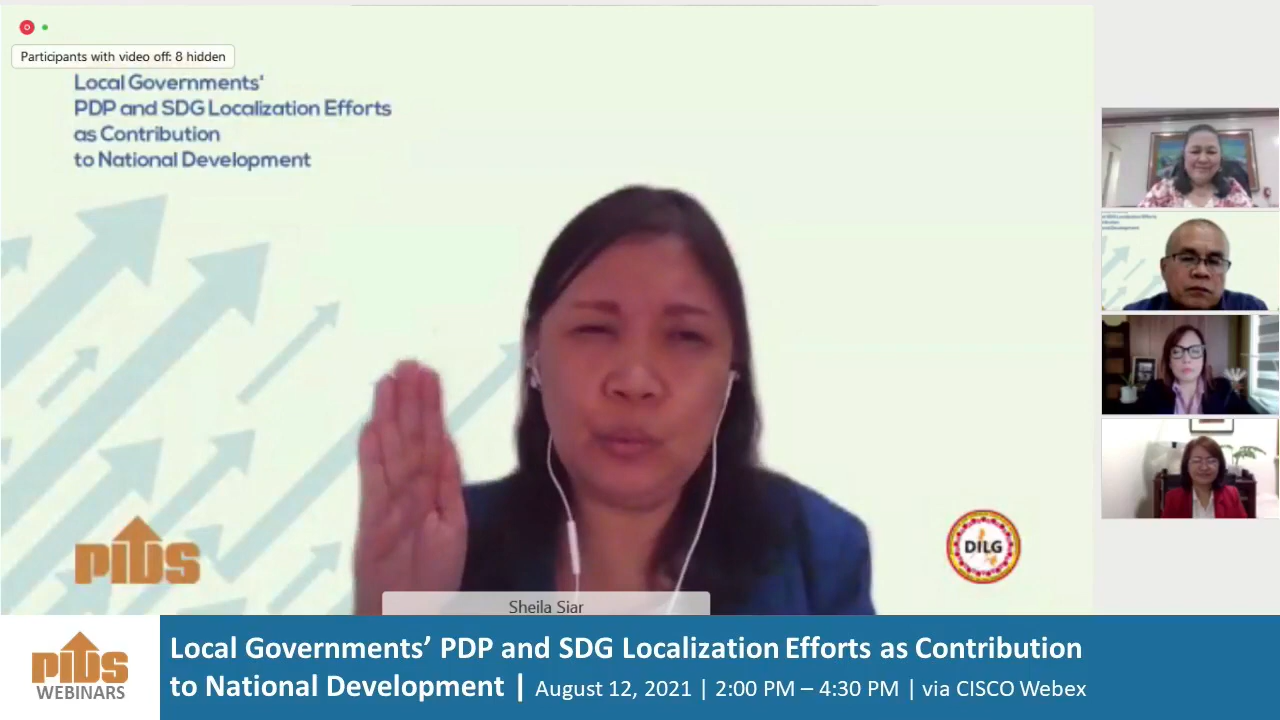 Participants with video off: 8 hidden
Local Governments'
PDP and SDG Localization Efforts
as Contribution
to National Development
PIDS
DILG
Sheila Siar
PIDS
WEBINARS
Local Governments’ PDP and SDG Localization Efforts as Contribution
to National Development | August 12, 2021 | 2:00 PM – 4:30 PM | via CISCO Webex